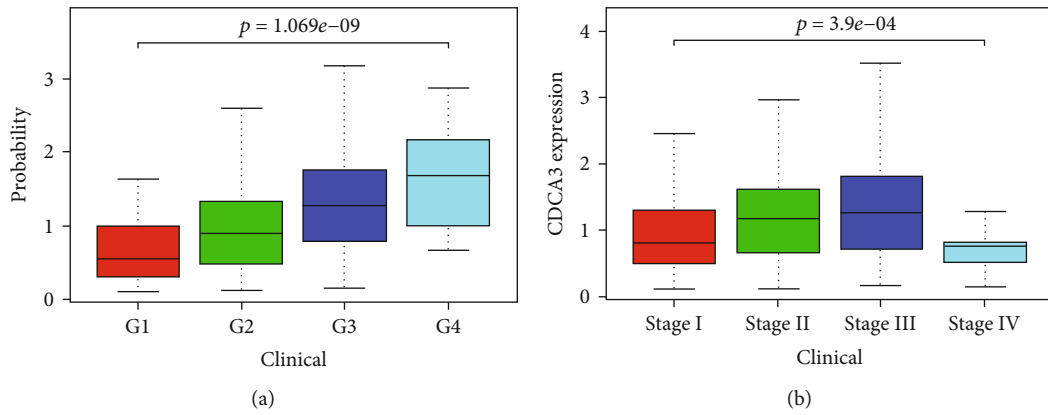 p = 1.069e−09
Probability
3
2
1
0
G1 G2 G3 G4
Clinical
(a)
p = 3.9e−04
CDCA3 expression
4
3
2
1
0
Stage I Stage II Stage III Stage IV
Clinical
(b)